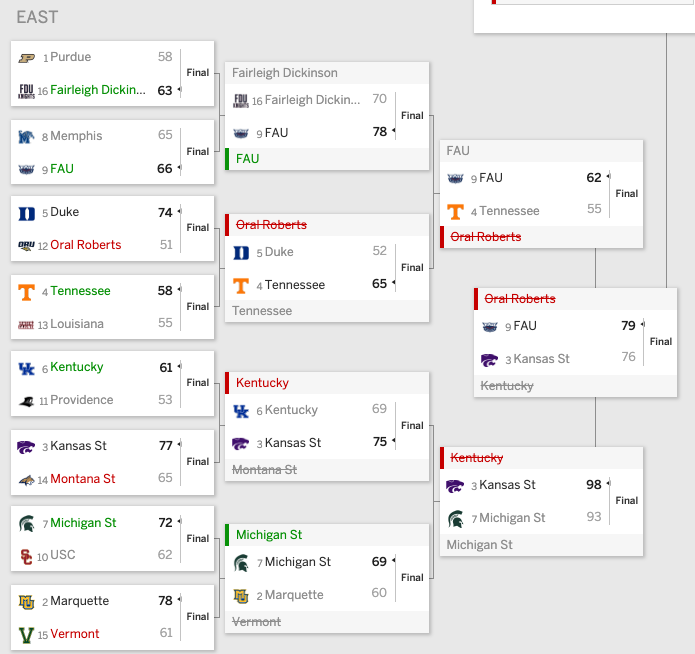 EAST
1 Purdue 58
16 Fairleigh Dickin... 63
Final
8 Memphis 65
9 FAU 66
Final
5 Duke 74
12 Oral Roberts 51
Final
4 Tennessee 58
13 Louisiana 55
Final
6 Kentucky 61
11 Providence 53
Final
3 Kansas St 77
14 Montana St 65
Final
7 Michigan St 72
10 USC 62
Final
2 Marquette 78
15 Vermont 61
Final
Fairleigh Dickinson
16 Fairleigh Dickin... 70
9 FAU 78
Final
FAU
Oral Roberts
5 Duke 52
4 Tennessee 65
Final
Tennessee
Kentucky
6 Kentucky 69
3 Kansas St 75
Final
Montana St
Michigan St
7 Michigan St 69
2 Marquette 60
Final
Vermont
FAU
9 FAU 62
4 Tennessee 55
Final
Oral Roberts
Kentucky
3 Kansas St 98
7 Michigan St 93
Final
Michigan St
Oral Roberts
9 FAU 79
3 Kansas St 76
Final
Kentucky